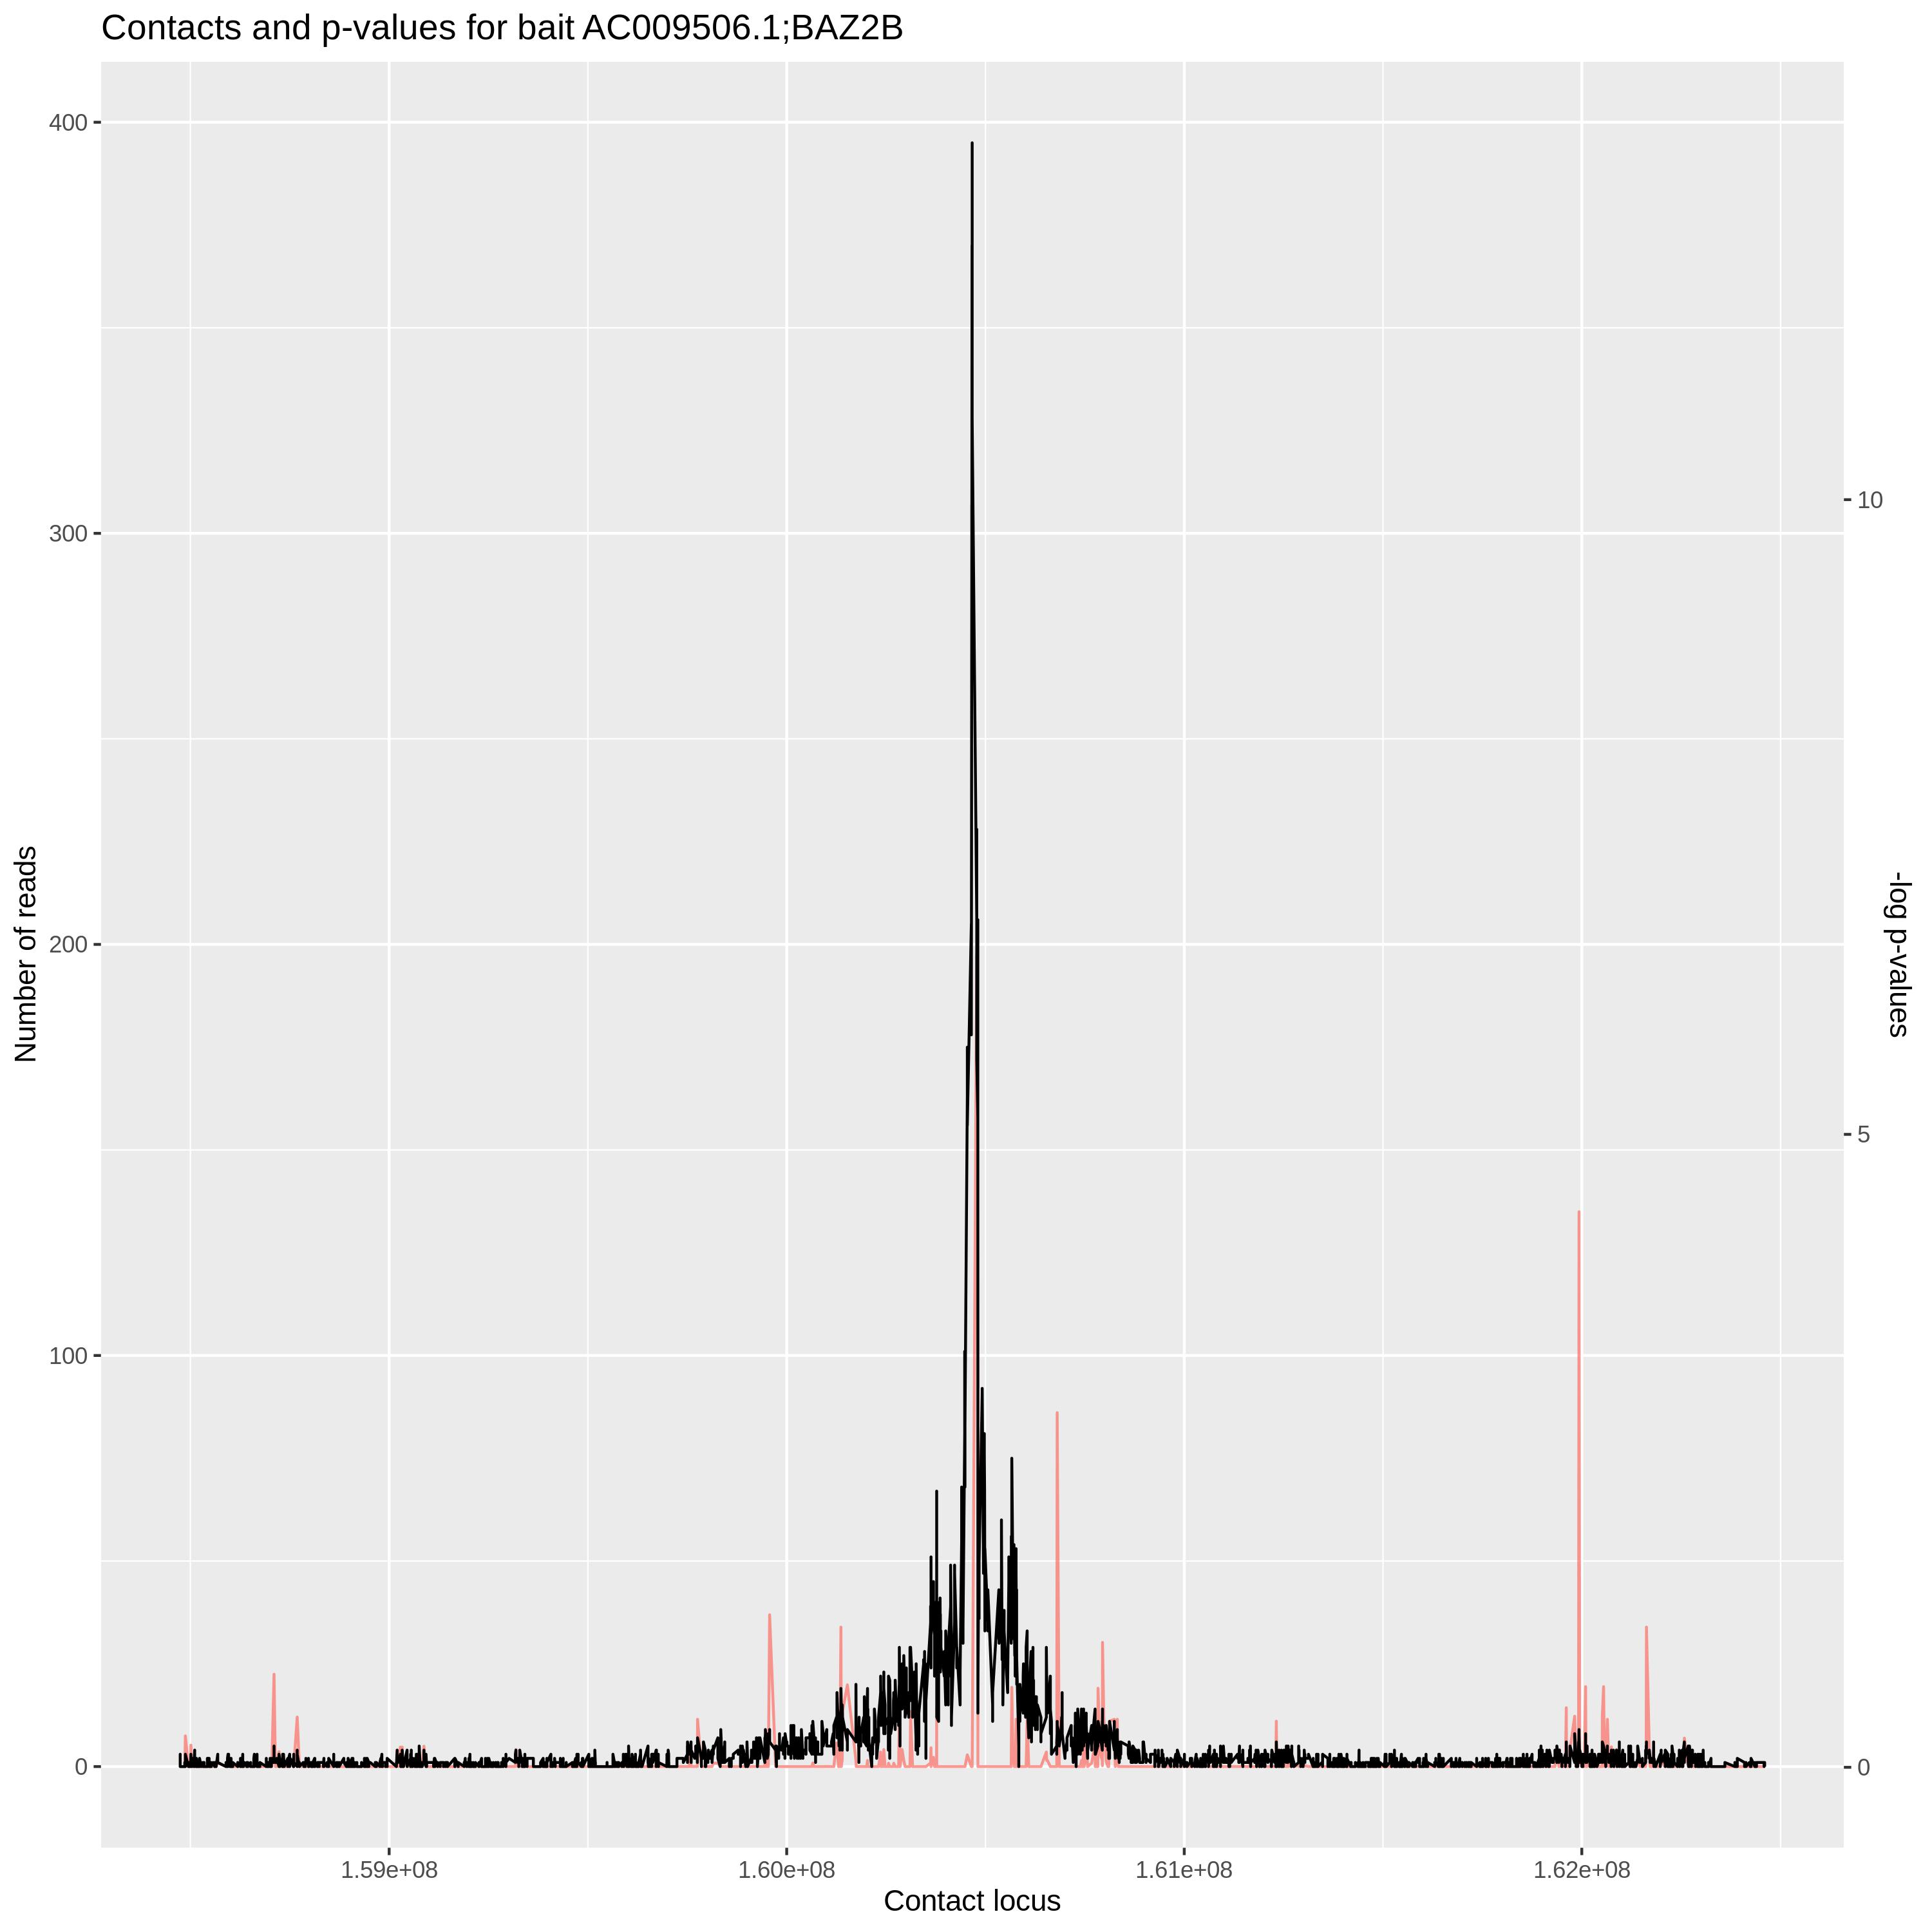 Contacts and p-values for bait AC009506.1;BAZ2B
400
300
200
100
0
Number of reads
10
5
0
-log p-values
1.59e+08
1.60e+08
1.61e+08
1.62e+08
Contact locus